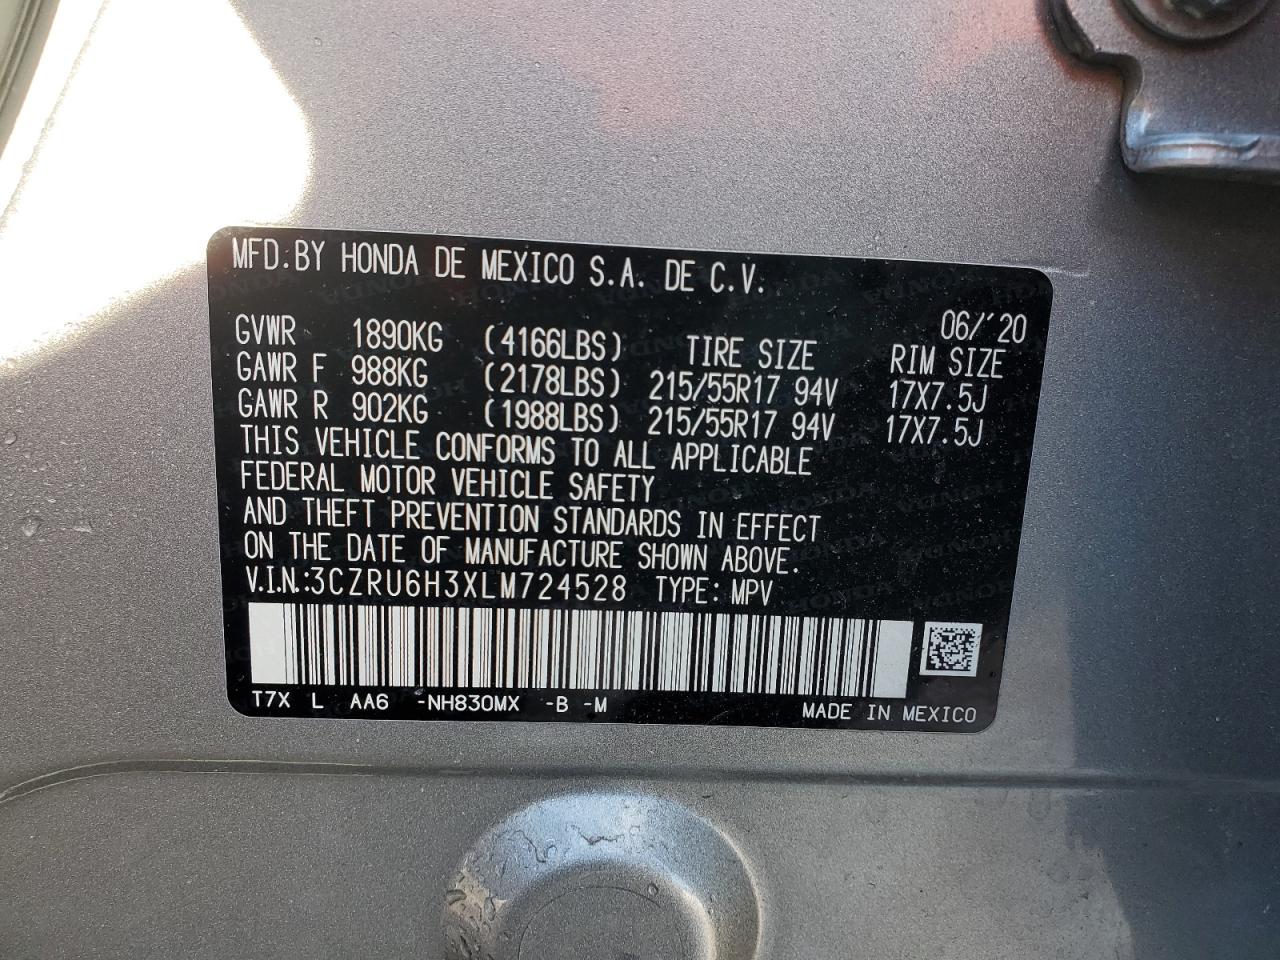 MFD. BY HONDA DE MEXICO S.A. DE C.V.
06/'20
GVWR 1890KG (4166LBS) TIRE SIZE RIM SIZE
GAWR F 988KG (2178LBS) 215/55R17 94V 17X7.5J
GAWR R 902KG (1988LBS) 215/55R17 94V 17X7.5J
THIS VEHICLE CONFORMS TO ALL APPLICABLE
FEDERAL MOTOR VEHICLE SAFETY
AND THEFT PREVENTION STANDARDS IN EFFECT
ON THE DATE OF MANUFACTURE SHOWN ABOVE.
V.I.N.:3CZRU6H3XLM724528 TYPE: MPV
T7X L AA6 -NH830MX -B -M MADE IN MEXICO